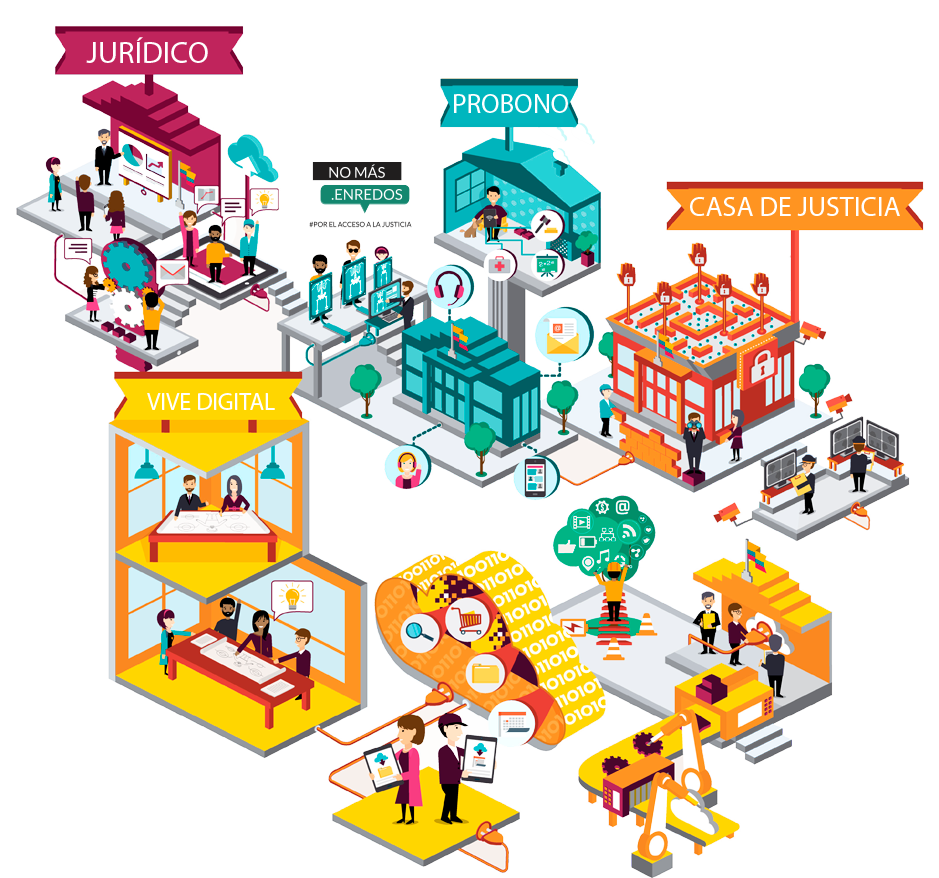 JURÍDICO
PROBONO
NO MÁS
.ENREDOS
#POR EL ACCESO A LA JUSTICIA
CASA DE JUSTICIA
VIVE DIGITAL